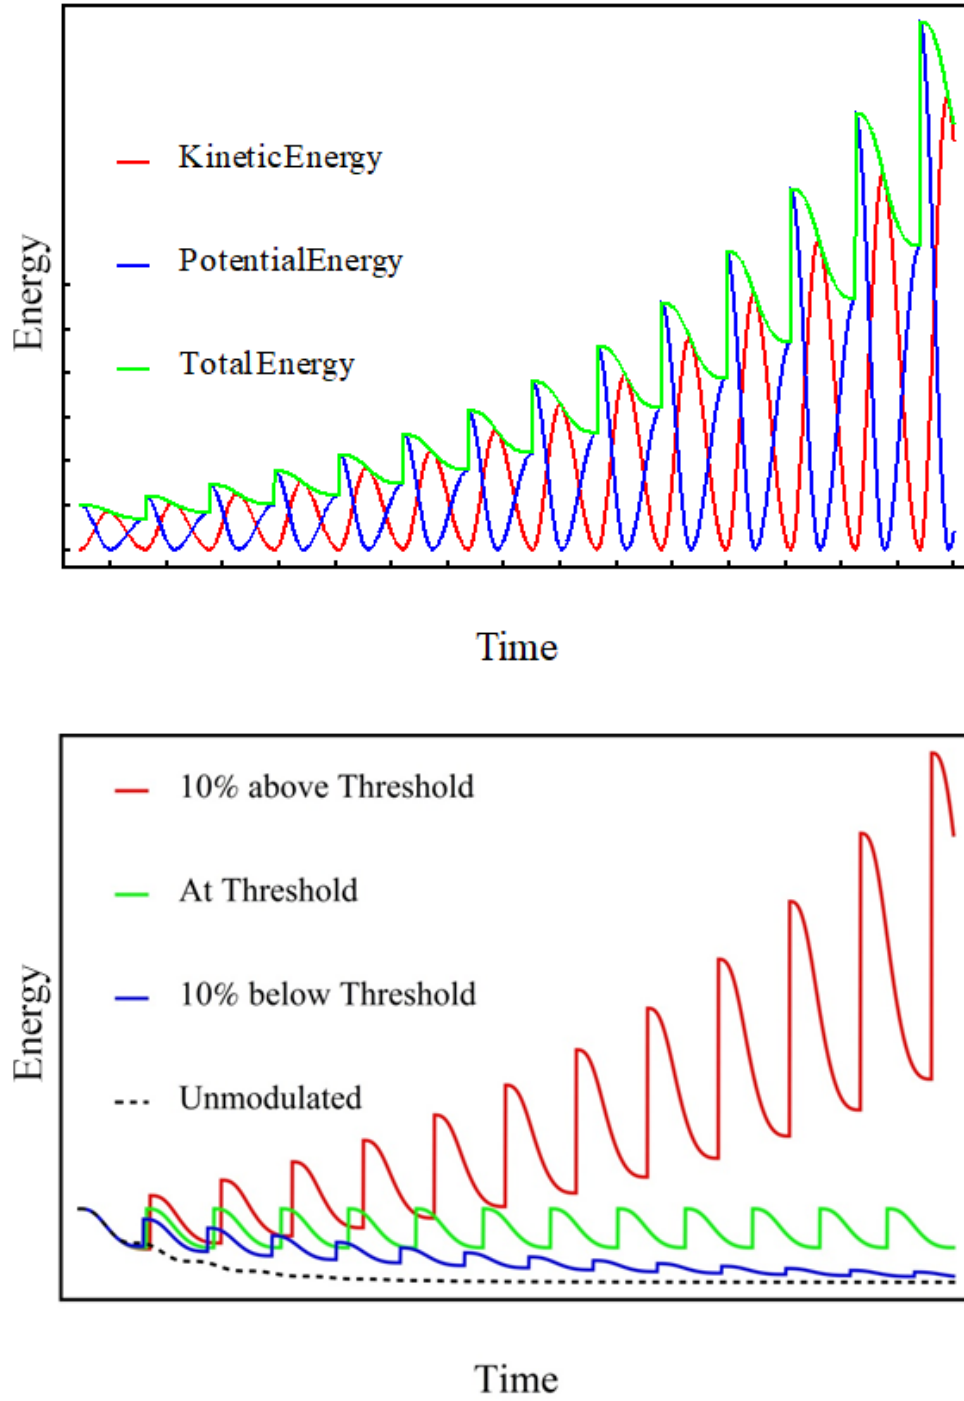 KineticEnergy
PotentialEnergy
TotalEnergy
Energy
Time
10% above Threshold
At Threshold
10% below Threshold
Unmodulated
Energy
Time